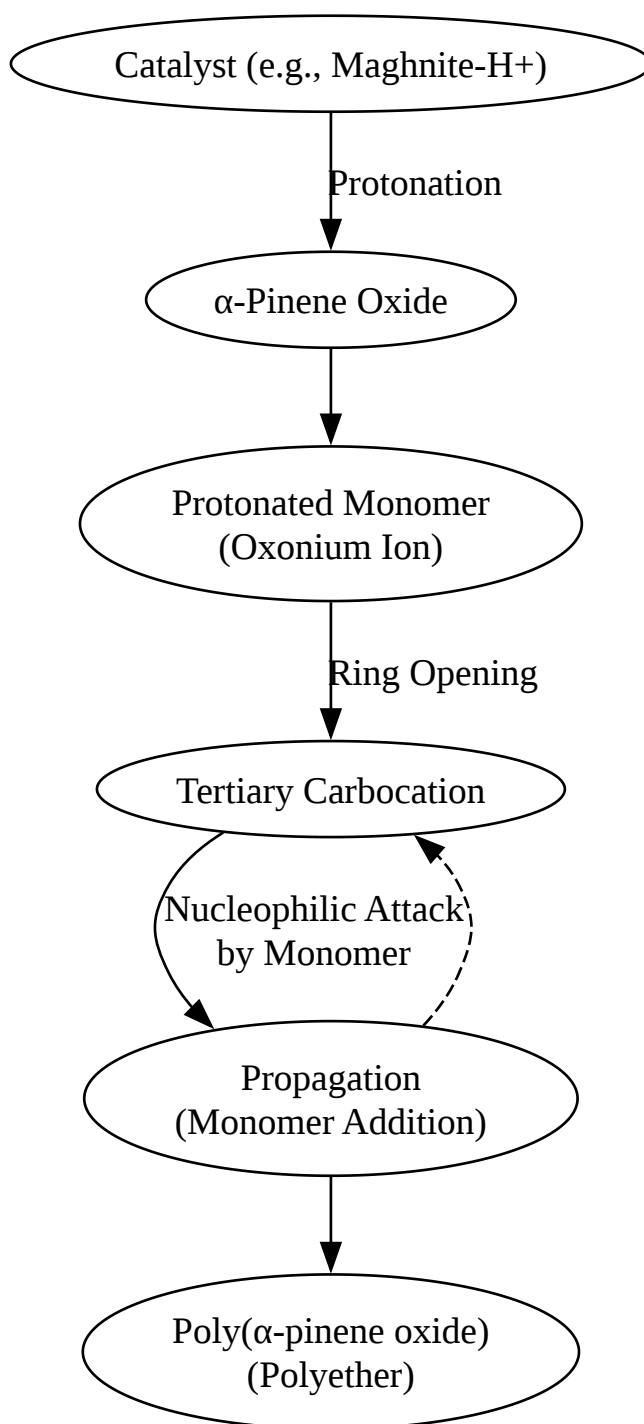 Catalyst (e.g., Maghnite-H+)
Protonation
α-Pinene Oxide
Protonated Monomer
(Oxonium Ion)
Ring Opening
Tertiary Carbocation
Nucleophilic Attack
by Monomer
Propagation
(Monomer Addition)
Poly(α-pinene oxide)
(Polyether)